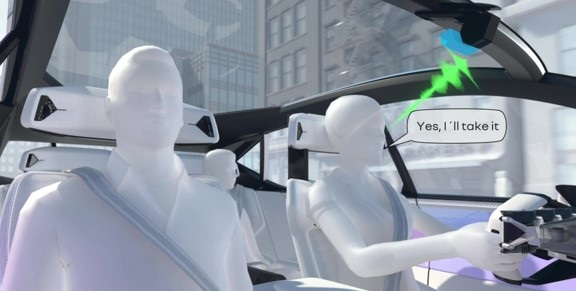 Yes, I´ll take it